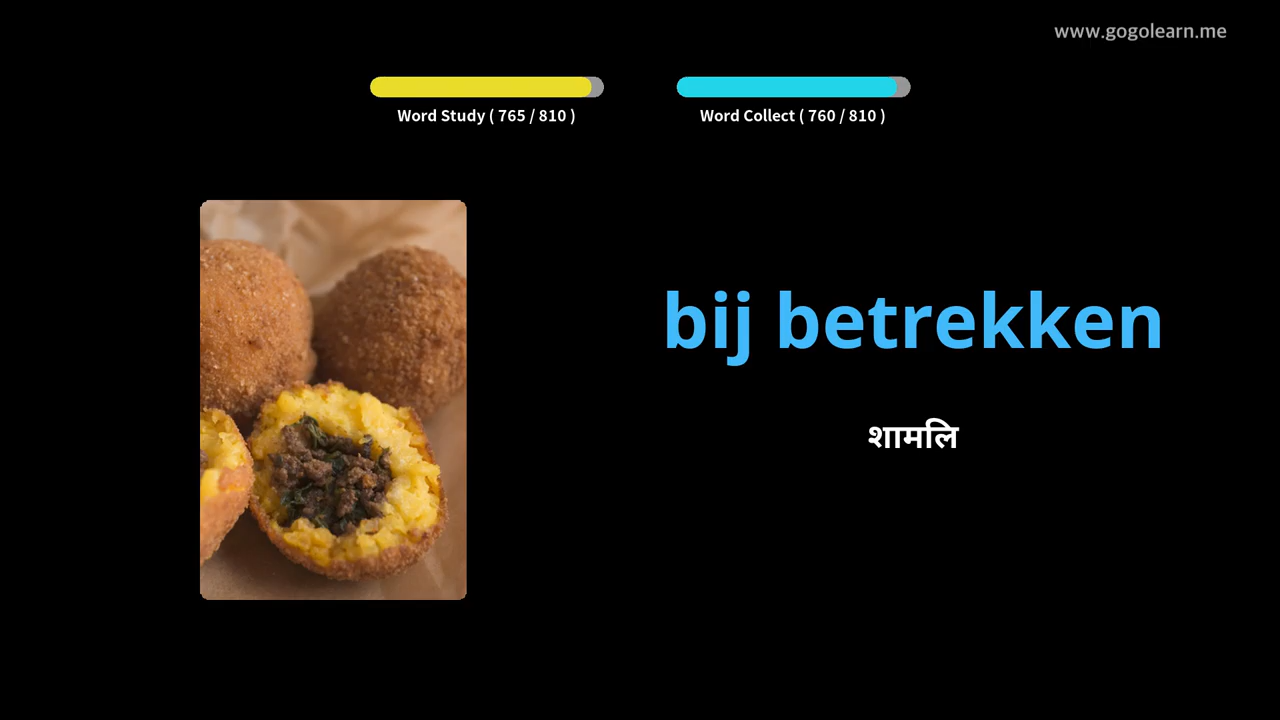 www.gogolearn.me
Word Study ( 765 / 810 )
Word Collect ( 760 / 810 )
bij betrekken
शामलि